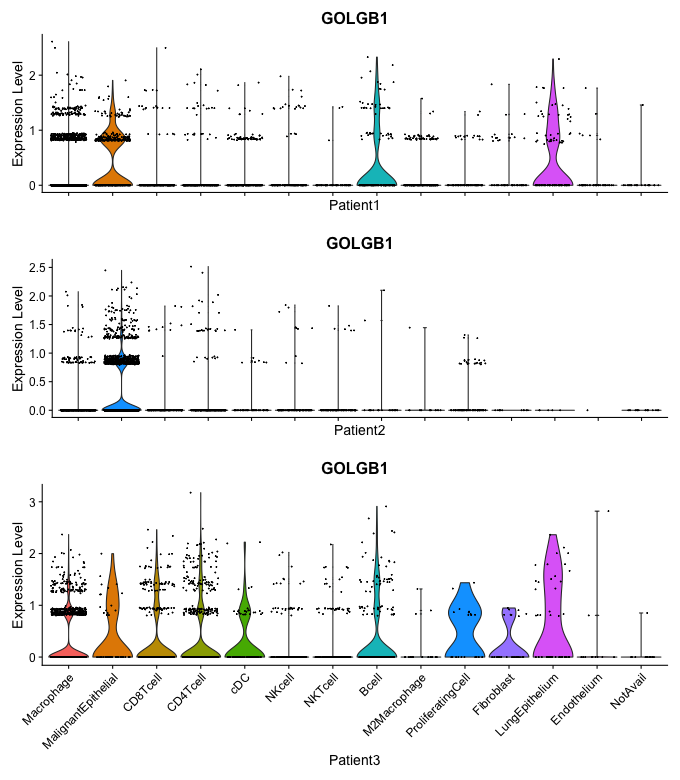 GOLGB1
Expression Level
2
1
0
Patient1
GOLGB1
Expression Level
2.5
2.0
1.5
1.0
0.5
0.0
Patient2
GOLGB1
Expression Level
3
2
1
0
Macrophage
MalignantEpithelial
CD8Tcell
CD4Tcell
cDC
NKcell
NKTcell
Bcell
M2Macrophage
ProliferatingCell
Fibroblast
LungEpithelium
Endothelium
NotAvail
Patient3